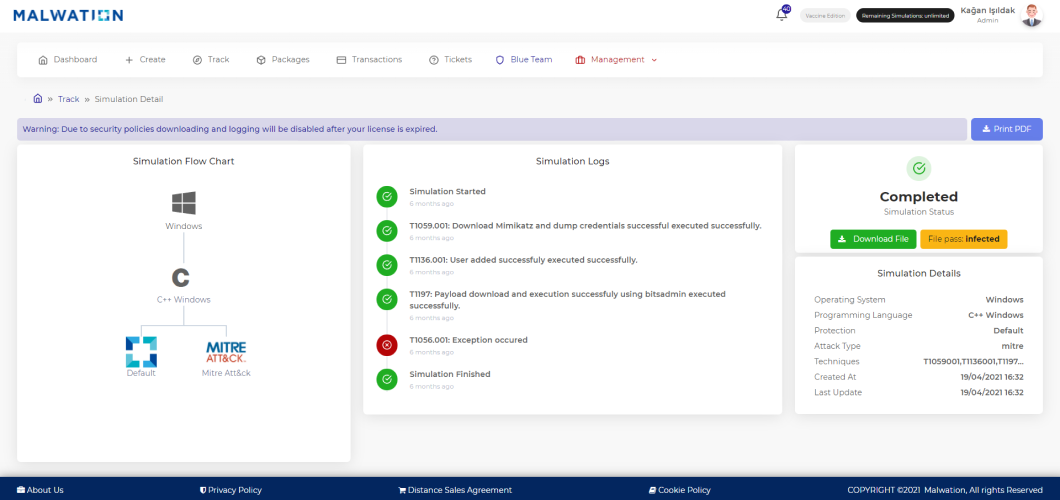 MALWATION
40
Vaccine Edition
Remaining Simulations: unlimited
Kağan Işıldak
Admin
Dashboard
Create
Track
Packages
Transactions
Tickets
Blue Team
Management
» Track » Simulation Detail
Warning: Due to security policies downloading and logging will be disabled after your license is expired.
Print PDF
Simulation Flow Chart
Windows
C
C++ Windows
Default
MITRE
ATT&CK.
Mitre Att&ck
Simulation Logs
Simulation Started
6 months ago
T1059.001: Download Mimikatz and dump credentials successful executed successfully.
6 months ago
T1136.001: User added successfuly executed successfully.
6 months ago
T1197: Payload download and execution successfuly using bitsadmin executed
successfully.
6 months ago
T1056.001: Exception occured
6 months ago
Simulation Finished
6 months ago
Completed
Simulation Status
Download File
File pass: infected
Simulation Details
Operating System Windows
Programming Language C++ Windows
Protection Default
Attack Type mitre
Techniques T1059001,T1136001,T1197...
Created At 19/04/2021 16:32
Last Update 19/04/2021 16:32
About Us
Privacy Policy
Distance Sales Agreement
Cookie Policy
COPYRIGHT ©2021 Malwation, All rights Reserved